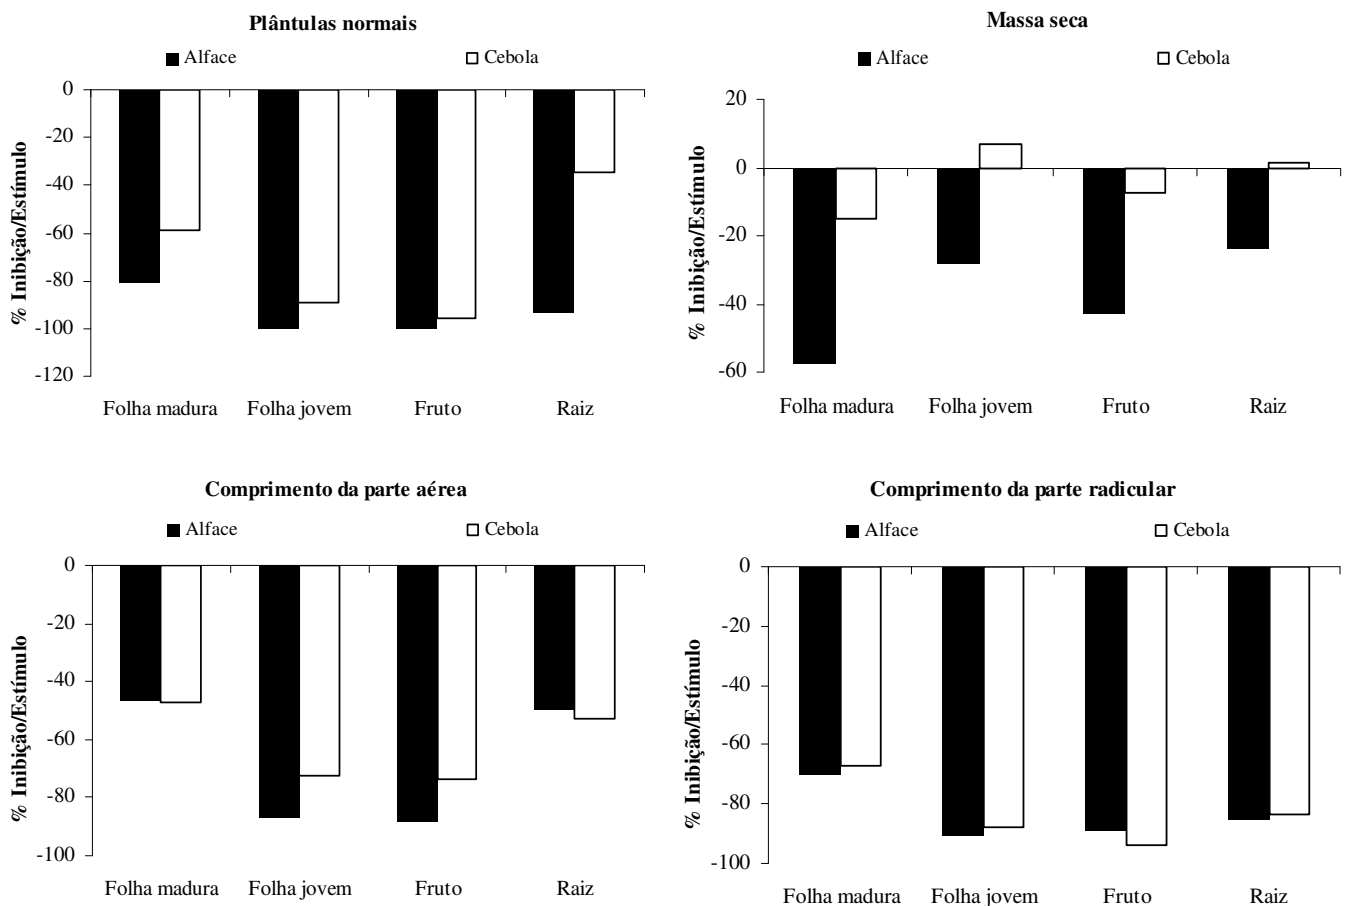 Plântulas normais
Alface Cebola
0
-20
-40
-60
-80
-100
-120
% Inibição/Estímulo
Folha madura Folha jovem Fruto Raiz
Massa seca
Alface Cebola
20
0
-20
-40
-60
% Inibição/Estímulo
Folha madura Folha jovem Fruto Raiz
Comprimento da parte aérea
Alface Cebola
0
-20
-40
-60
-80
-100
% Inibição/Estímulo
Folha madura Folha jovem Fruto Raiz
Comprimento da parte radicular
Alface Cebola
0
-20
-40
-60
-80
-100
% Inibição/Estímulo
Folha madura Folha jovem Fruto Raiz